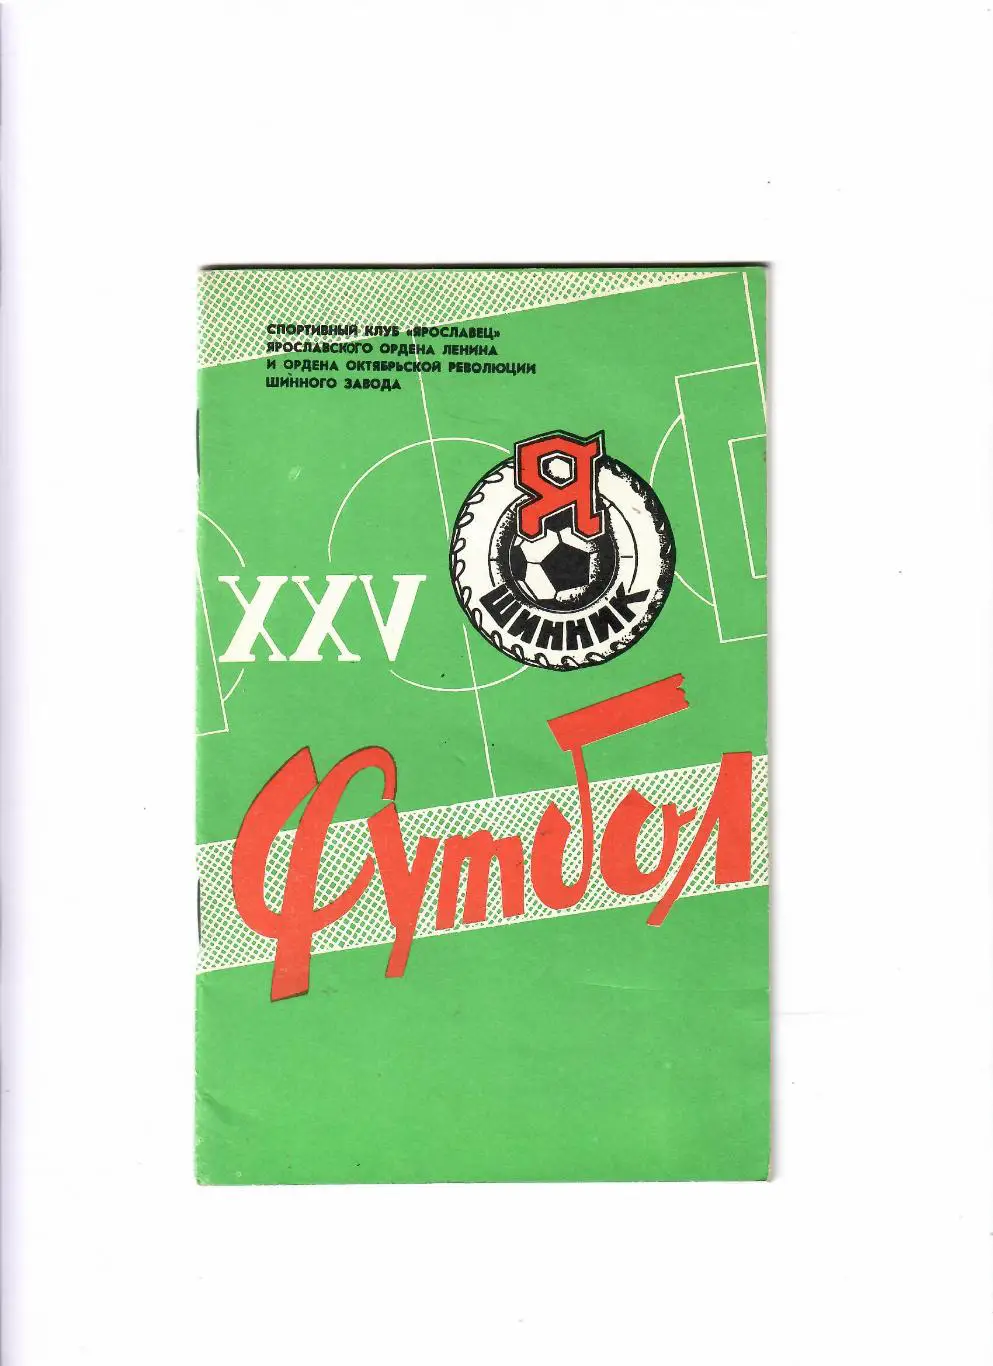 СПОРТИВНЫЙ КЛУБ «ЯРОСЛАВЕЦ»
ЯРОСЛАВСКОГО ОРДЕНА ЛЕНИНА
И ОРДЕНА ОКТЯБРЬСКОЙ РЕВОЛЮЦИИ
ШИННОГО ЗАВОДА
Я
ШИННИК
XXV
Футбол